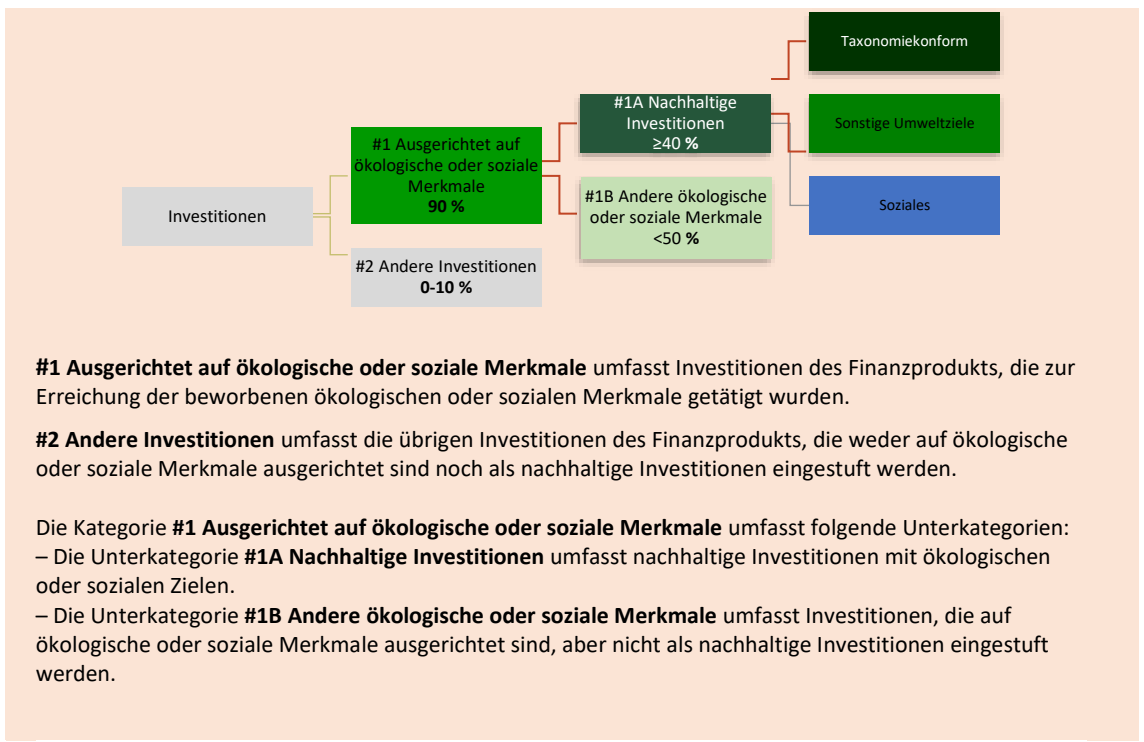 Taxonomiekonform
#1A Nachhaltige
Investitionen
≥40 %
Sonstige Umweltziele
#1 Ausgerichtet auf
ökologische oder soziale
Merkmale
90 %
#1B Andere ökologische
oder soziale Merkmale
<50 %
Soziales
Investitionen
#2 Andere Investitionen
0-10 %
#1 Ausgerichtet auf ökologische oder soziale Merkmale umfasst Investitionen des Finanzprodukts, die zur
Erreichung der beworbenen ökologischen oder sozialen Merkmale getätigt wurden.
#2 Andere Investitionen umfasst die übrigen Investitionen des Finanzprodukts, die weder auf ökologische
oder soziale Merkmale ausgerichtet sind noch als nachhaltige Investitionen eingestuft werden.
Die Kategorie #1 Ausgerichtet auf ökologische oder soziale Merkmale umfasst folgende Unterkategorien:
– Die Unterkategorie #1A Nachhaltige Investitionen umfasst nachhaltige Investitionen mit ökologischen
oder sozialen Zielen.
– Die Unterkategorie #1B Andere ökologische oder soziale Merkmale umfasst Investitionen, die auf
ökologische oder soziale Merkmale ausgerichtet sind, aber nicht als nachhaltige Investitionen eingestuft
werden.